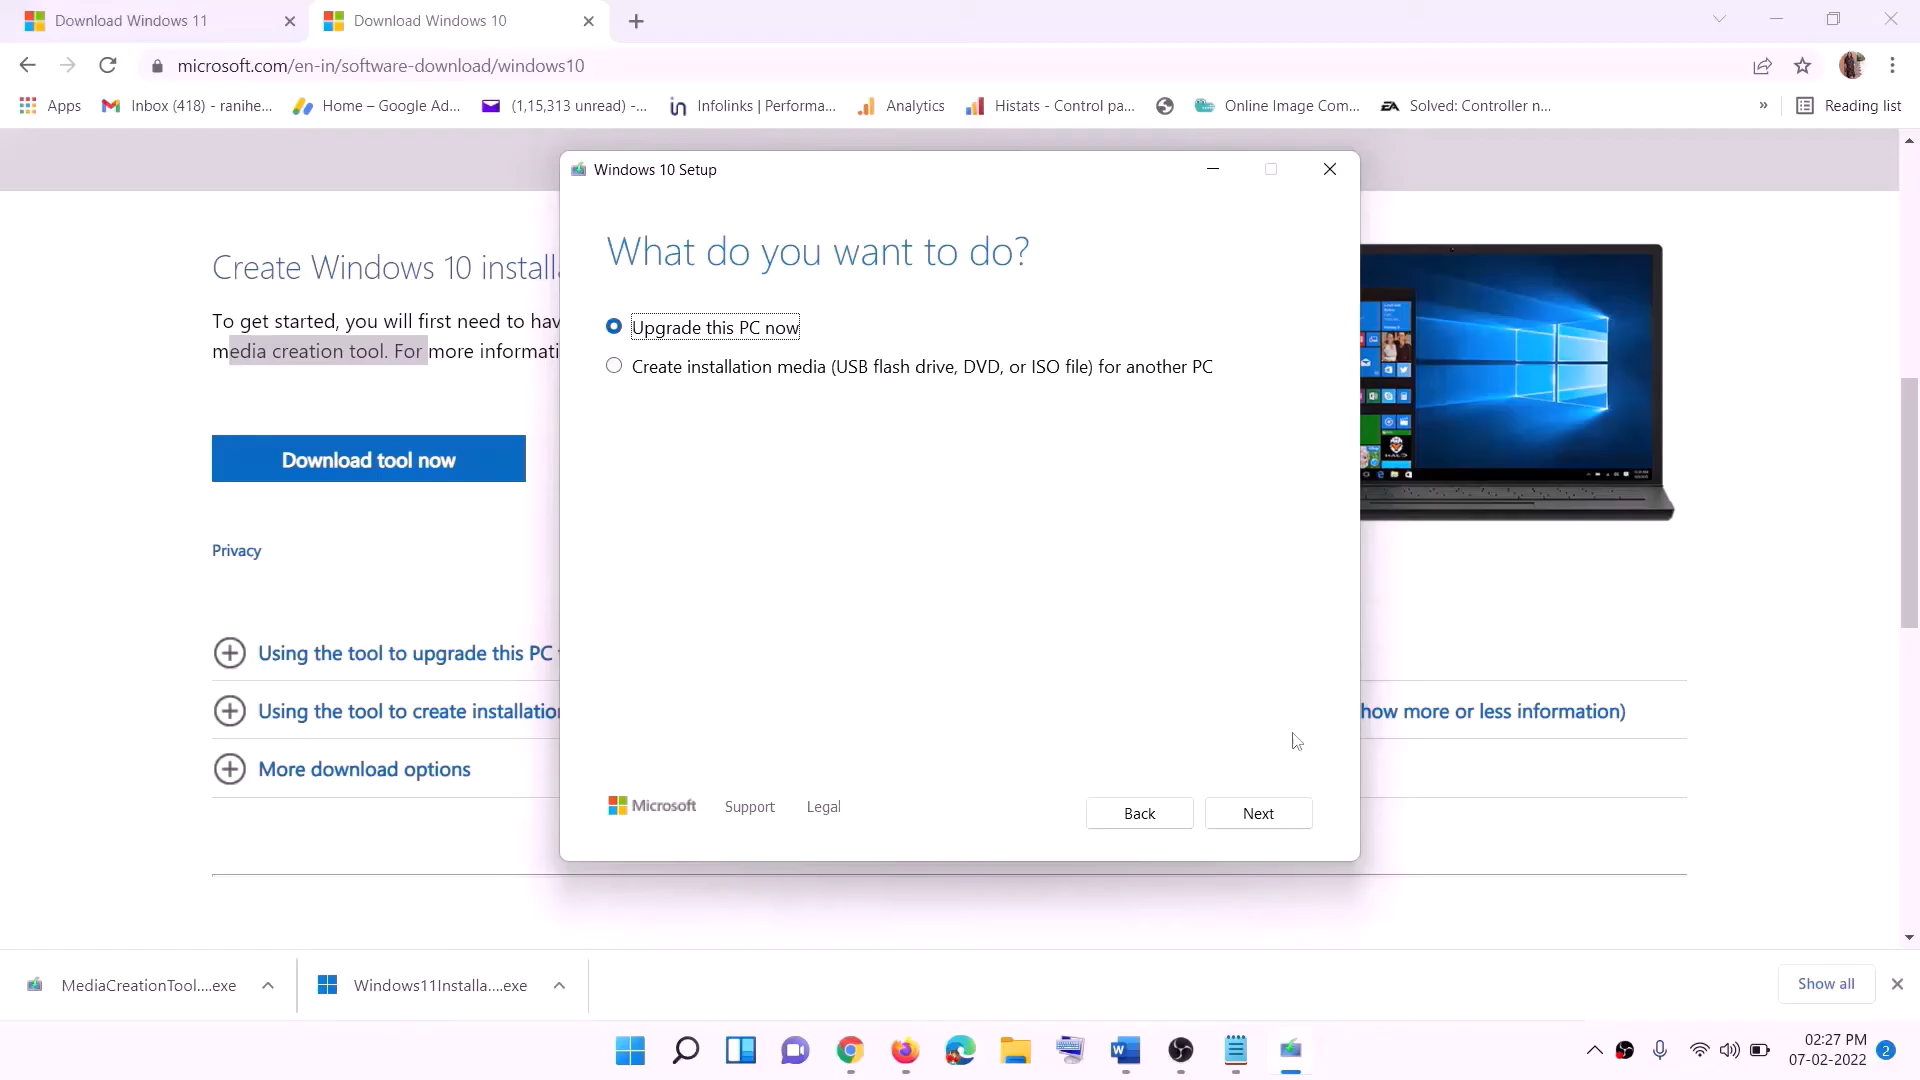 Download Windows 11
Download Windows 10
microsoft.com/en-in/software-download/windows10
Apps
Inbox (418) - ranihe...
Home – Google Ad...
(1,15,313 unread) -...
Infolinks | Performa...
Analytics
Histats - Control pa...
Online Image Com...
Solved: Controller n...
»
Reading list
Windows 10 Setup
What do you want to do?
Upgrade this PC now
Create installation media (USB flash drive, DVD, or ISO file) for another PC
Microsoft
Support
Legal
Back
Next
Create Windows 10 installa
To get started, you will first need to hav
media creation tool. For more informati
Download tool now
Privacy
Using the tool to upgrade this PC
Using the tool to create installation
how more or less information)
More download options
MediaCreationTool....exe
Windows11Installa....exe
Show all
02:27 PM
07-02-2022
2